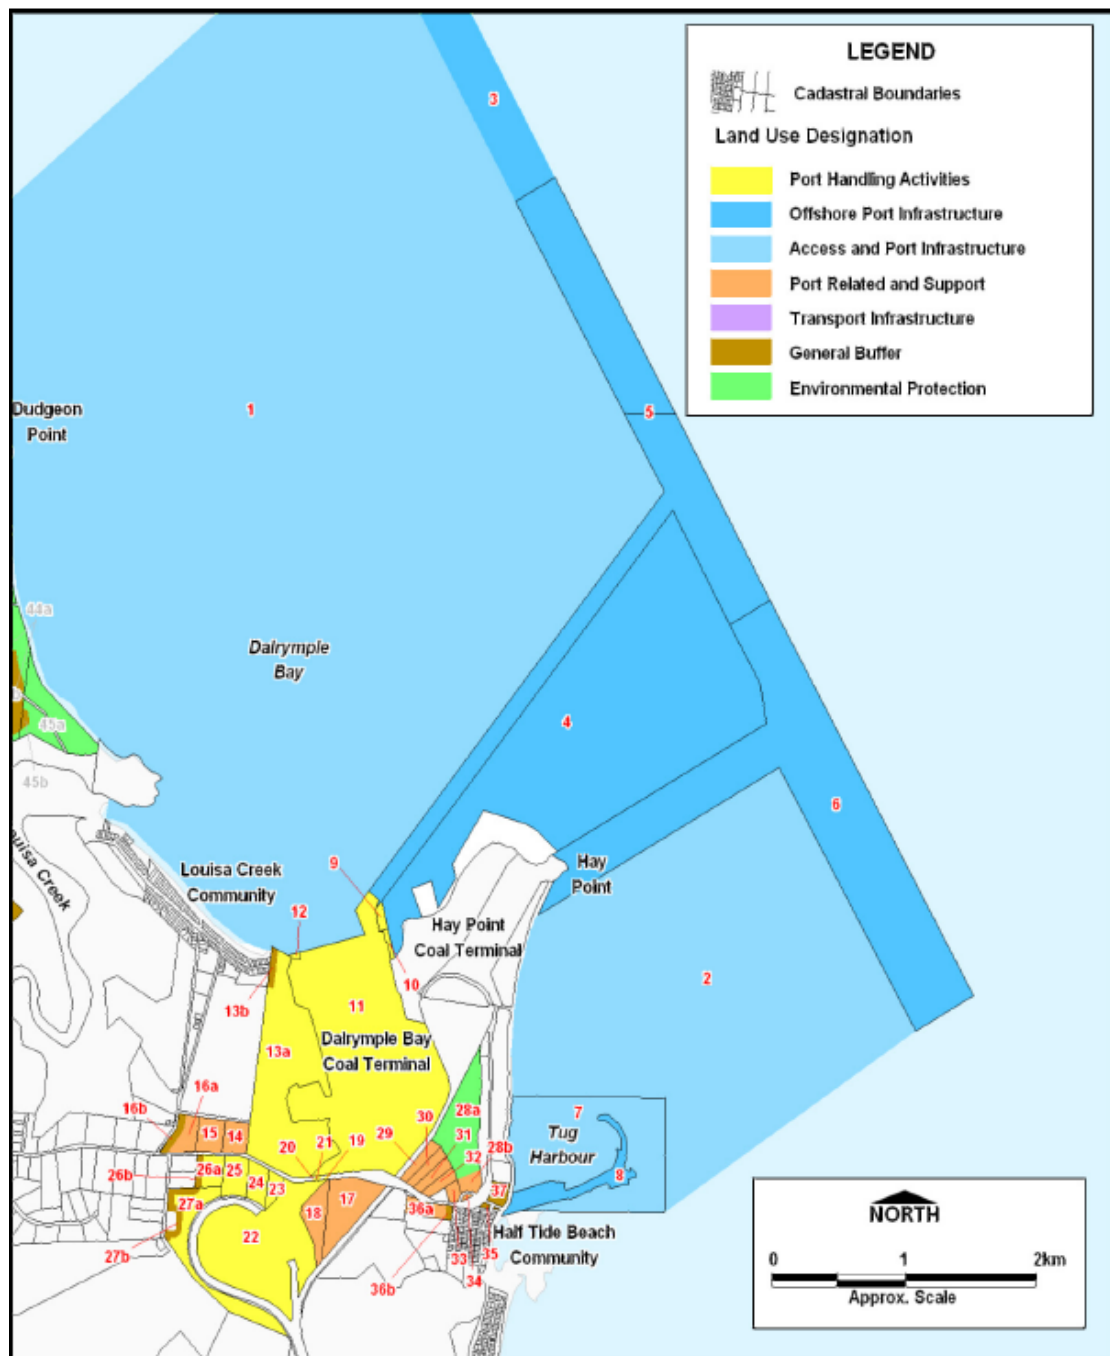 LEGEND
Cadastral Boundaries
Land Use Designation
Port Handling Activities
Offshore Port Infrastructure
Access and Port Infrastructure
Port Related and Support
Transport Infrastructure
General Buffer
Environmental Protection
3
Dudgeon
Point
1
5
44a
Dalrymple
Bay
45a
45b
4
6
Louisa Creek
9
Louisa Creek
Community
12
Hay
Point
Hay Point
Coal Terminal
10
2
13b
11
13a
Dalrymple Bay
Coal Terminal
16a
16b
15
14
30
28a
7
Tug
Harbour
8
20
21
19
29
31
32
28b
26b
26a
25
24
23
27a
22
18
17
36a
37
27b
36b
33
34
35
Half Tide Beach
Community
NORTH
0 1 2km
Approx. Scale